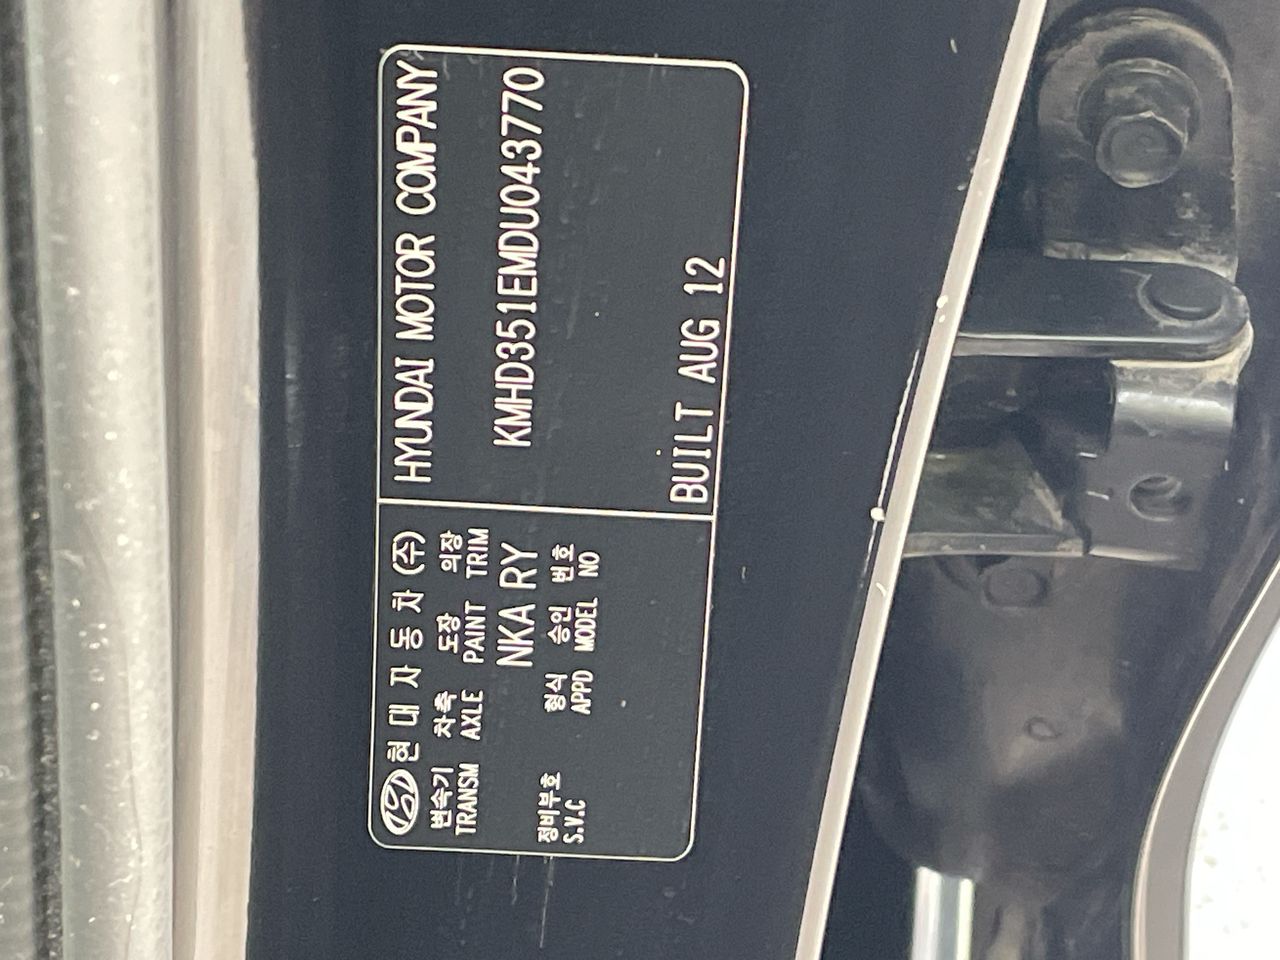 현대자동차(주)
변속기 차축 도장 의장
TRANSM AXLE PAINT TRIM
NKA RY
정비부호 형식 승인 번호
S.V.C APPD MODEL NO
HYUNDAI MOTOR COMPANY
KMHD351EMDU043770
BUILT AUG 12